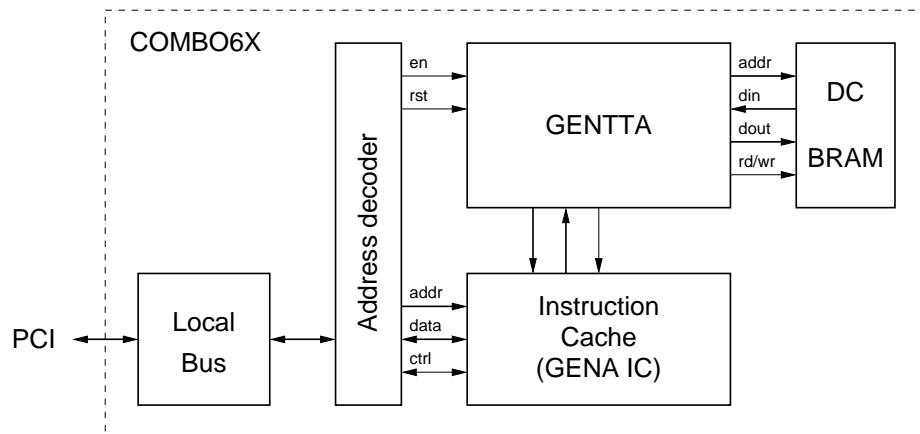 COMBO6X
Address decoder
en
rst
GENTTA
addr
din
dout
rd/wr
DC
BRAM
PCI
Local
Bus
addr
data
ctrl
Instruction
Cache
(GENA IC)